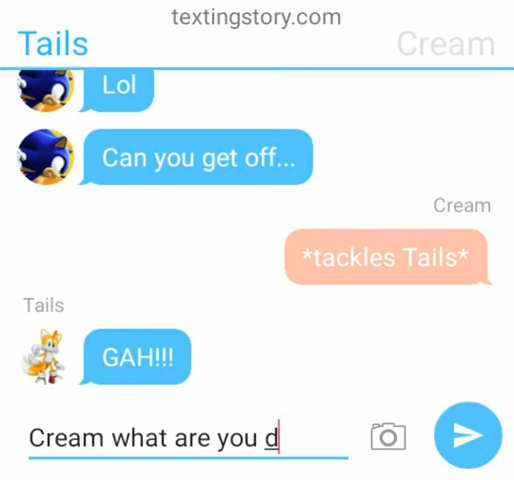 textingstory.com
Tails
Cream
Lol
Can you get off...
Cream
*tackles Tails*
Tails
GAH!!!
Cream what are you d